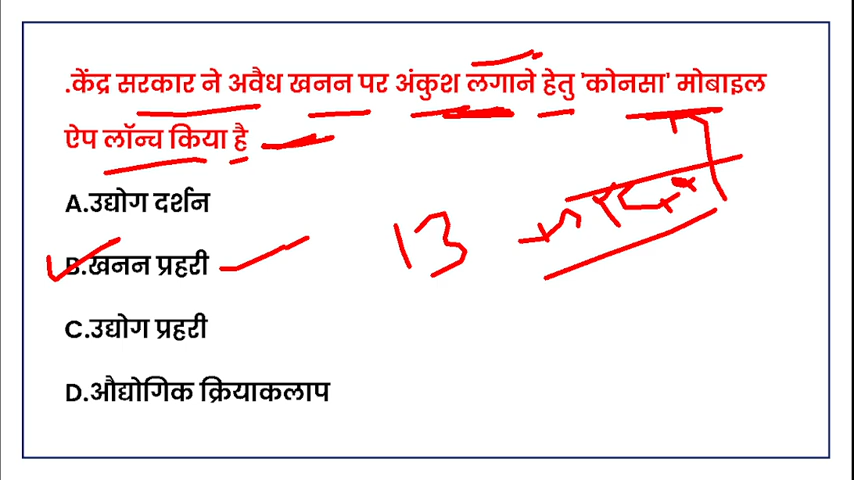 .केंद्र सरकार ने अवैध खनन पर अंकुश लगाने हेतु 'कोनसा' मोबाइल
ऐप लॉन्च किया है
A.उद्योग दर्शन
B.खनन प्रहरी
13
C.उद्योग प्रहरी
D.औद्योगिक क्रियाकलाप